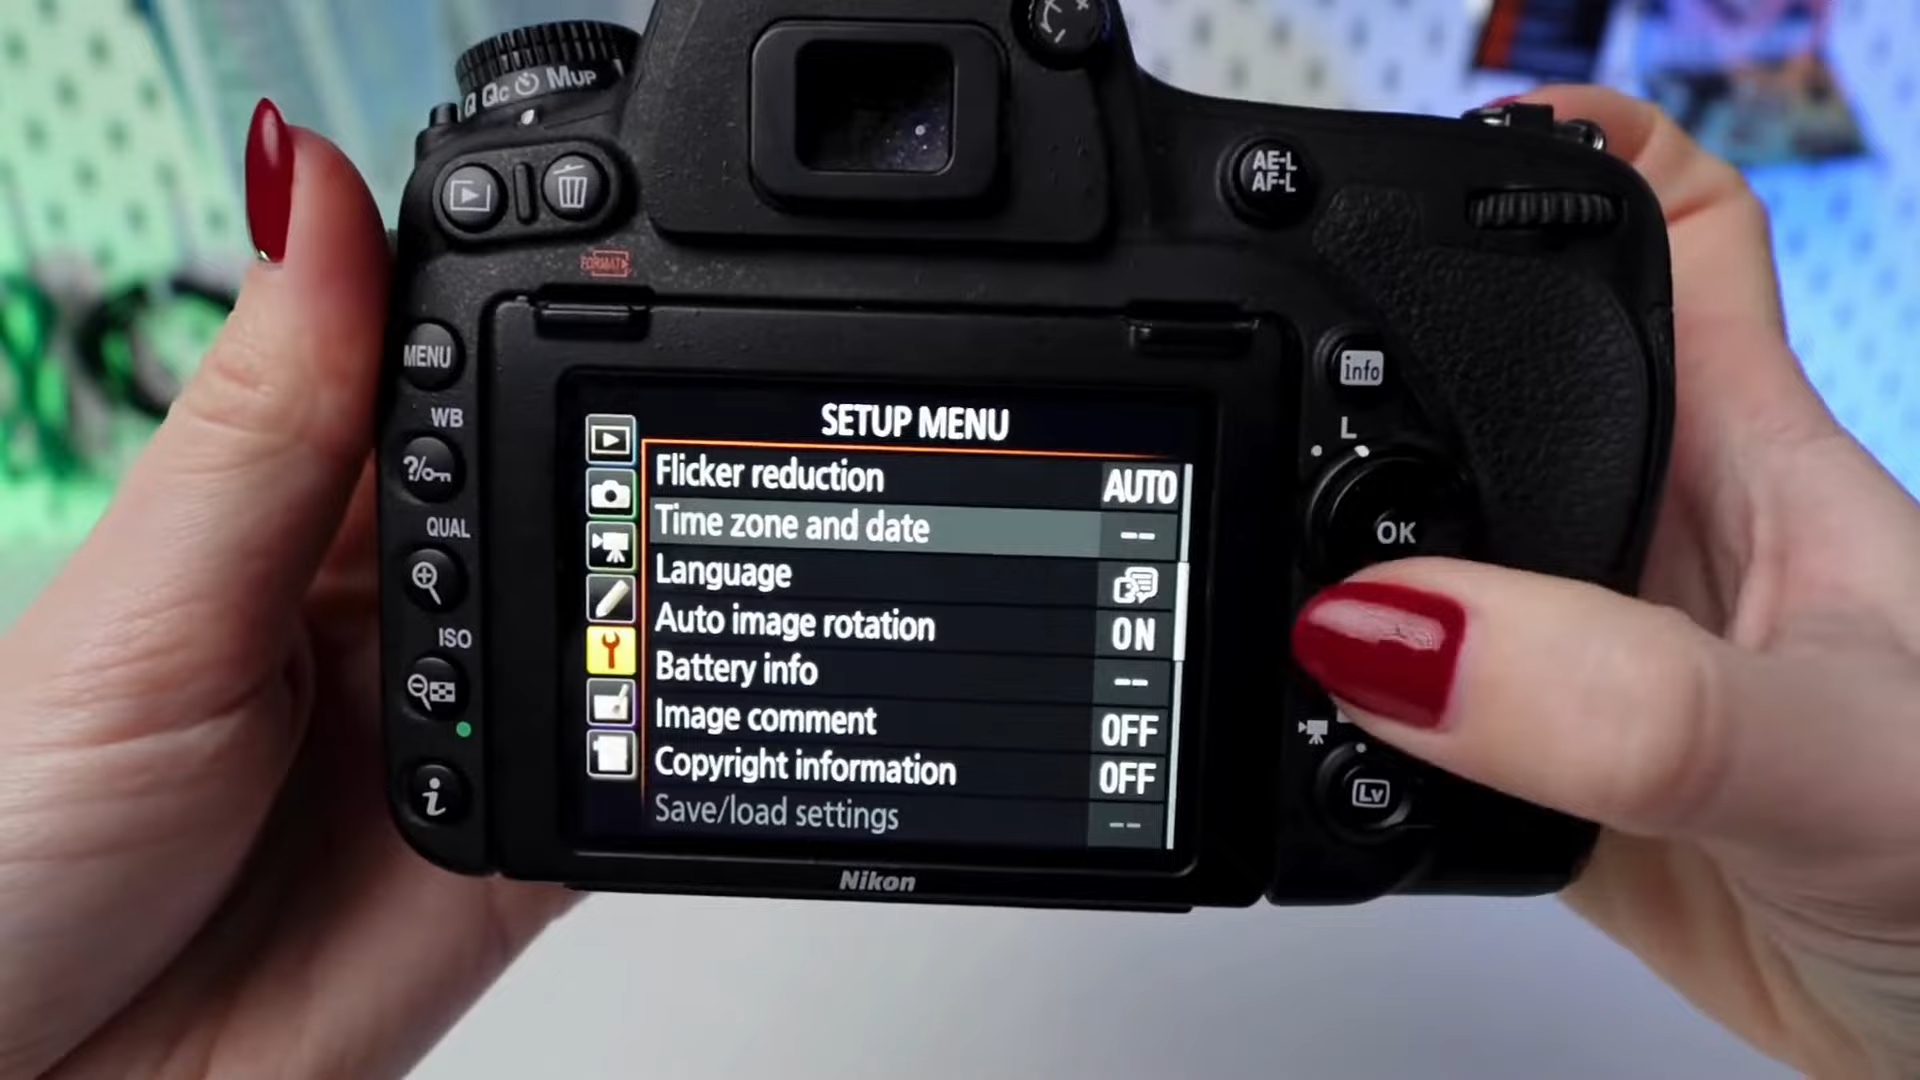 Q Qc MUP
AE-L
AF-L
FORMAT
MENU
info
WB
L
?
SETUP MENU
Flicker reduction AUTO
Time zone and date --
QUAL
OK
Language
Auto image rotation ON
ISO
Battery info --
Image comment OFF
Copyright information OFF
Lv
i
Save/load settings --
Nikon